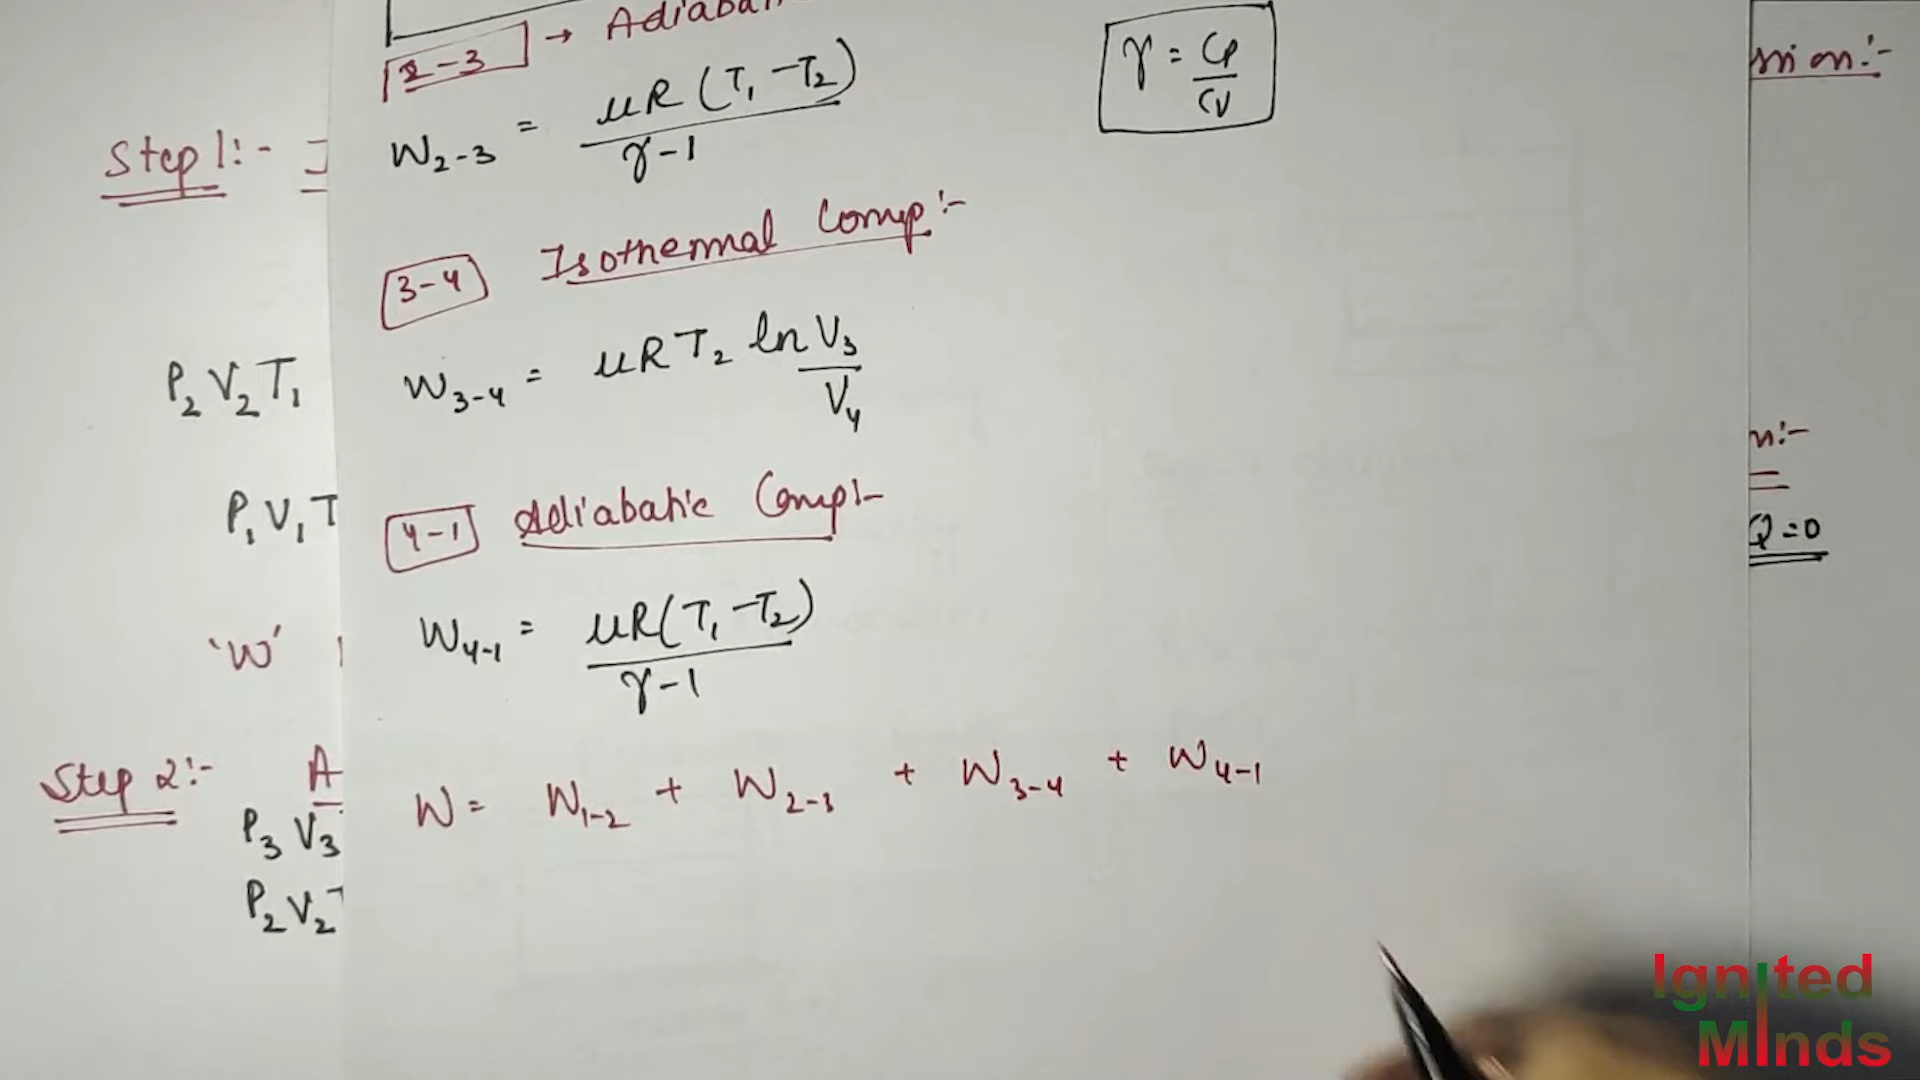 2-3 → Adiaba
W₂₋₃ = μR (T₁ - T₂) / γ-1
γ = Cp / Cv
3-4 Isothermal Comp:-
W₃₋₄ = μRT₂ ln V₃ / V₄
4-1 Adiabatic Comp:-
W₄₋₁ = μR(T₁ - T₂) / γ-1
W = W₁₋₂ + W₂₋₃ + W₃₋₄ + W₄₋₁
Step 1:-
P₂ V₂ T₁
P₁ V₁ T
'W'
Step 2:- A
P₃ V₃
P₂ V₂
Q=0
Ignited
Minds